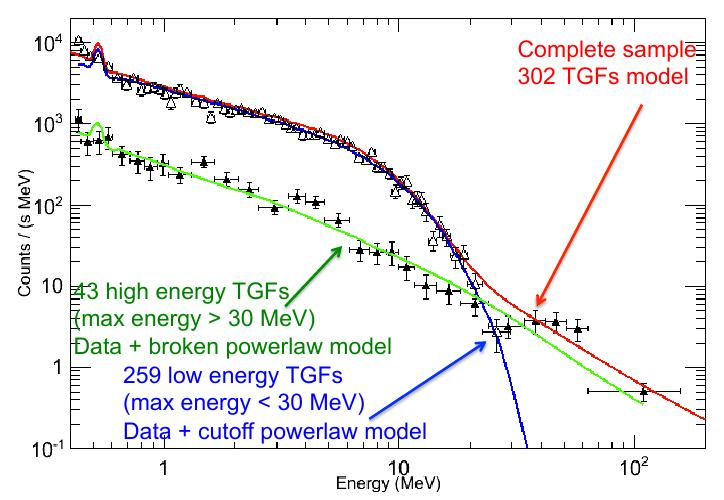 10⁴
10³
10²
10
1
10⁻¹
Counts / (s MeV)
Complete sample
302 TGFs model
43 high energy TGFs
(max energy > 30 MeV)
Data + broken powerlaw model
259 low energy TGFs
(max energy < 30 MeV)
Data + cutoff powerlaw model
1
10
10²
Energy (MeV)